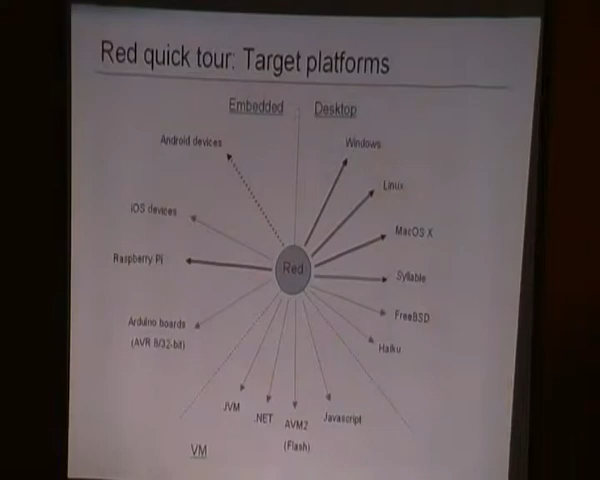 Red quick tour: Target platforms
Embedded
Desktop
Android devices
Windows
iOS devices
Linux
Raspberry Pi
MacOS X
Red
Syllable
Arduino boards
(AVR 8/32-bit)
FreeBSD
Haiku
JVM
.NET
AVM2
(Flash)
Javascript
VM